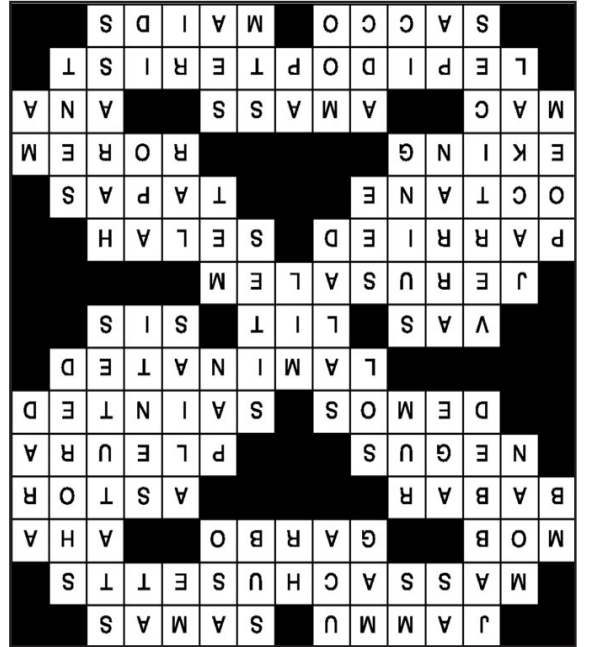 JAMMU SAMAS
MASSACHUSETTS
MOB GARBO AHA
BABAR ASTOR
NEGUS PLEURA
DEMOS SAINTED
LAMINATED
VAS LIT SIS
JERUSALEM
PARRIED SELAH
OCTANE TAPAS
EKING ROREM
MAC AMASS ANA
LEPIDOPTERIST
SACCO MAIDS